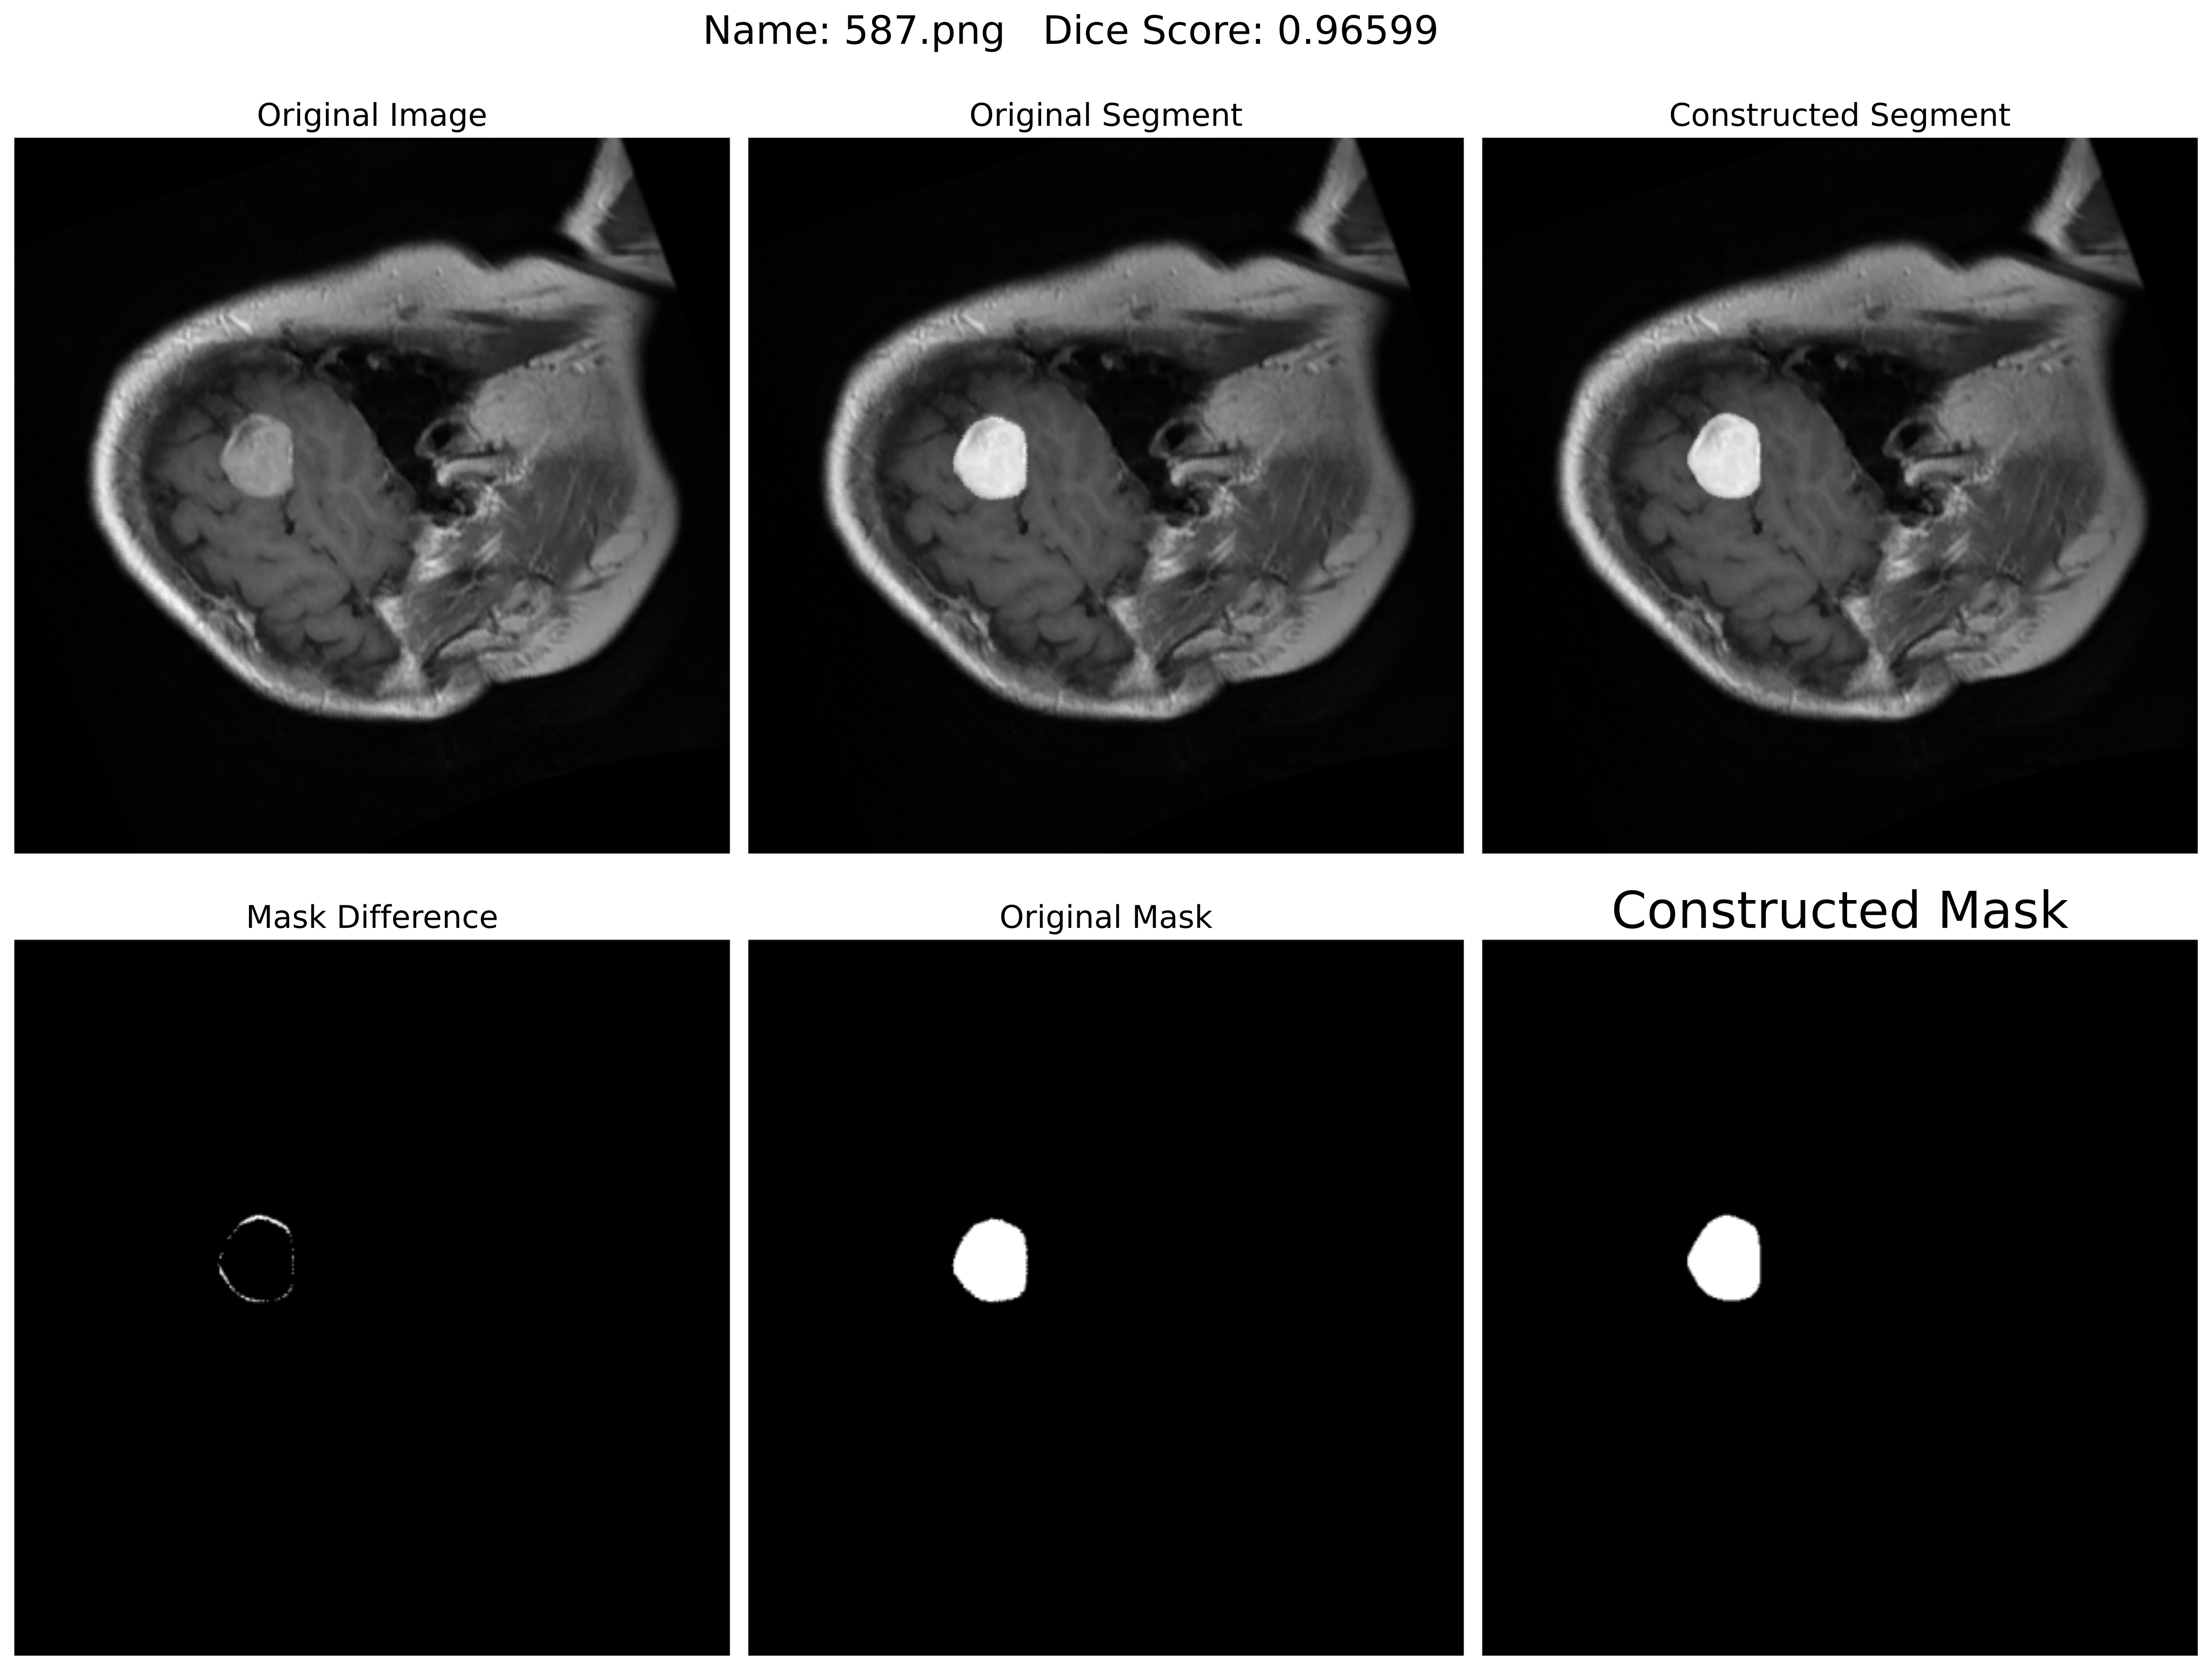 Name: 587.png   Dice Score: 0.96599
Original Image
Original Segment
Constructed Segment
Mask Difference
Original Mask
Constructed Mask